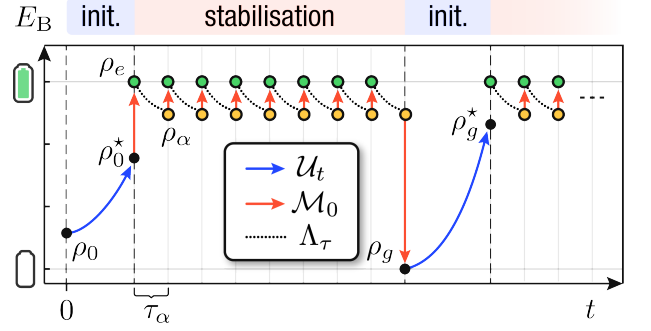 E_B init. stabilisation init.
ρ_e
ρ_α
ρ_0^⋆
ρ_g^⋆
𝒰_t
ℳ_0
Λ_τ
ρ_0
ρ_g
0 τ_α t